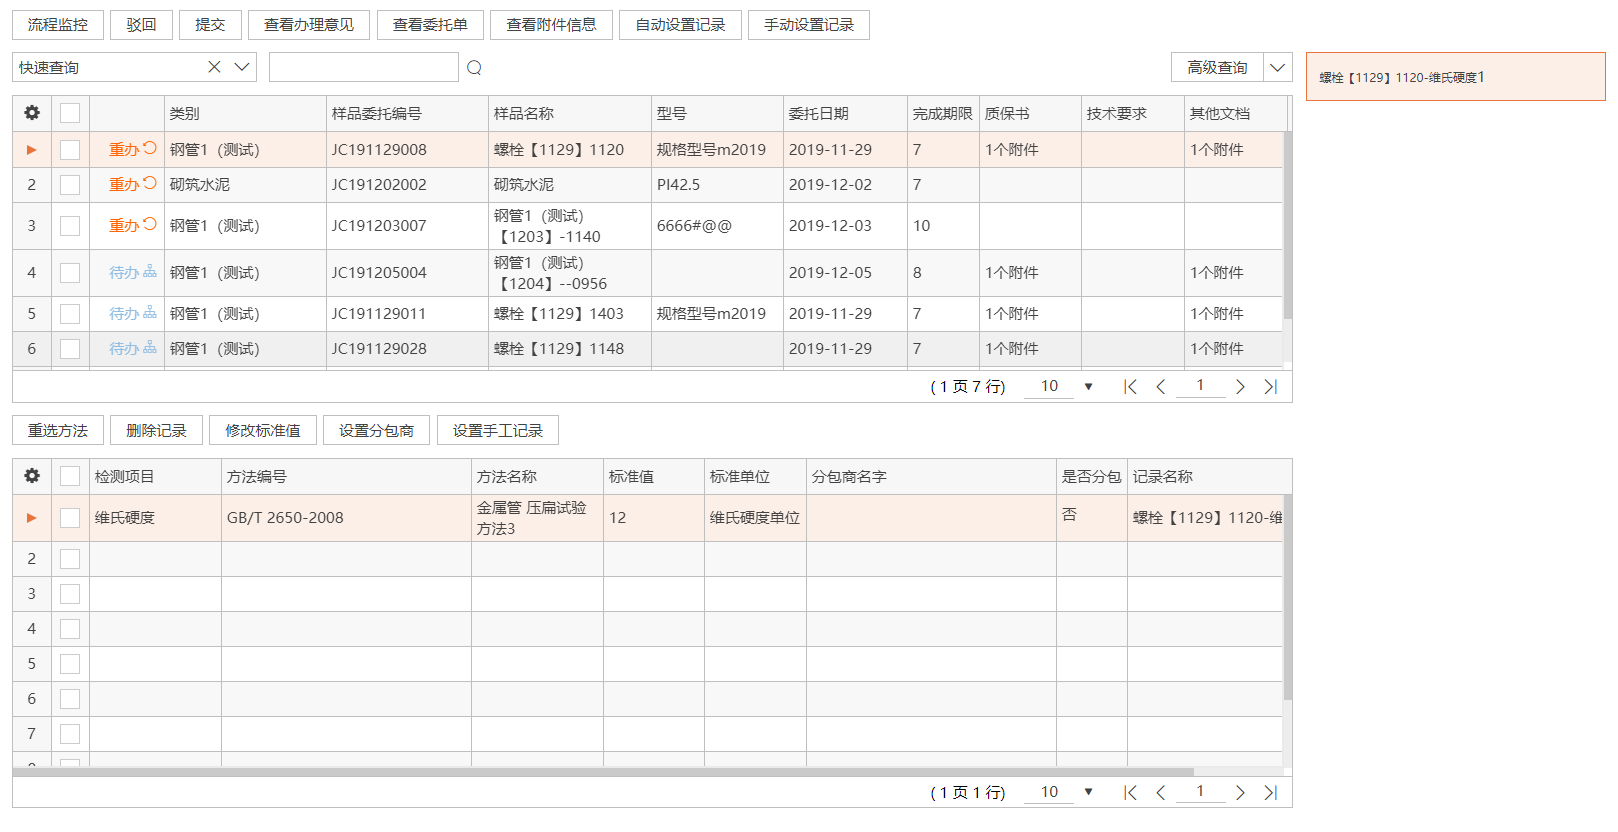 流程监控 驳回 提交 查看办理意见 查看委托单 查看附件信息 自动设置记录 手动设置记录
快速查询 高级查询
螺栓【1129】1120-维氏硬度1
类别 样品委托编号 样品名称 型号 委托日期 完成期限 质保书 技术要求 其他文档
重办 钢管1（测试） JC191129008 螺栓【1129】1120 规格型号m2019 2019-11-29 7 1个附件 1个附件
2 重办 砌筑水泥 JC191202002 砌筑水泥 PI42.5 2019-12-02 7
3 重办 钢管1（测试） JC191203007 钢管1（测试） 6666#@@ 2019-12-03 10
【1203】-1140
4 待办 钢管1（测试） JC191205004 钢管1（测试） 2019-12-05 8 1个附件 1个附件
【1204】--0956
5 待办 钢管1（测试） JC191129011 螺栓【1129】1403 规格型号m2019 2019-11-29 7 1个附件 1个附件
6 待办 钢管1（测试） JC191129028 螺栓【1129】1148 2019-11-29 7 1个附件 1个附件
( 1 页 7 行) 10 1
重选方法 删除记录 修改标准值 设置分包商 设置手工记录
检测项目 方法编号 方法名称 标准值 标准单位 分包商名字 是否分包 记录名称
维氏硬度 GB/T 2650-2008 金属管 压扁试验 12 维氏硬度单位 否 螺栓【1129】1120-维
方法3
2
3
4
5
6
7
( 1 页 1 行) 10 1